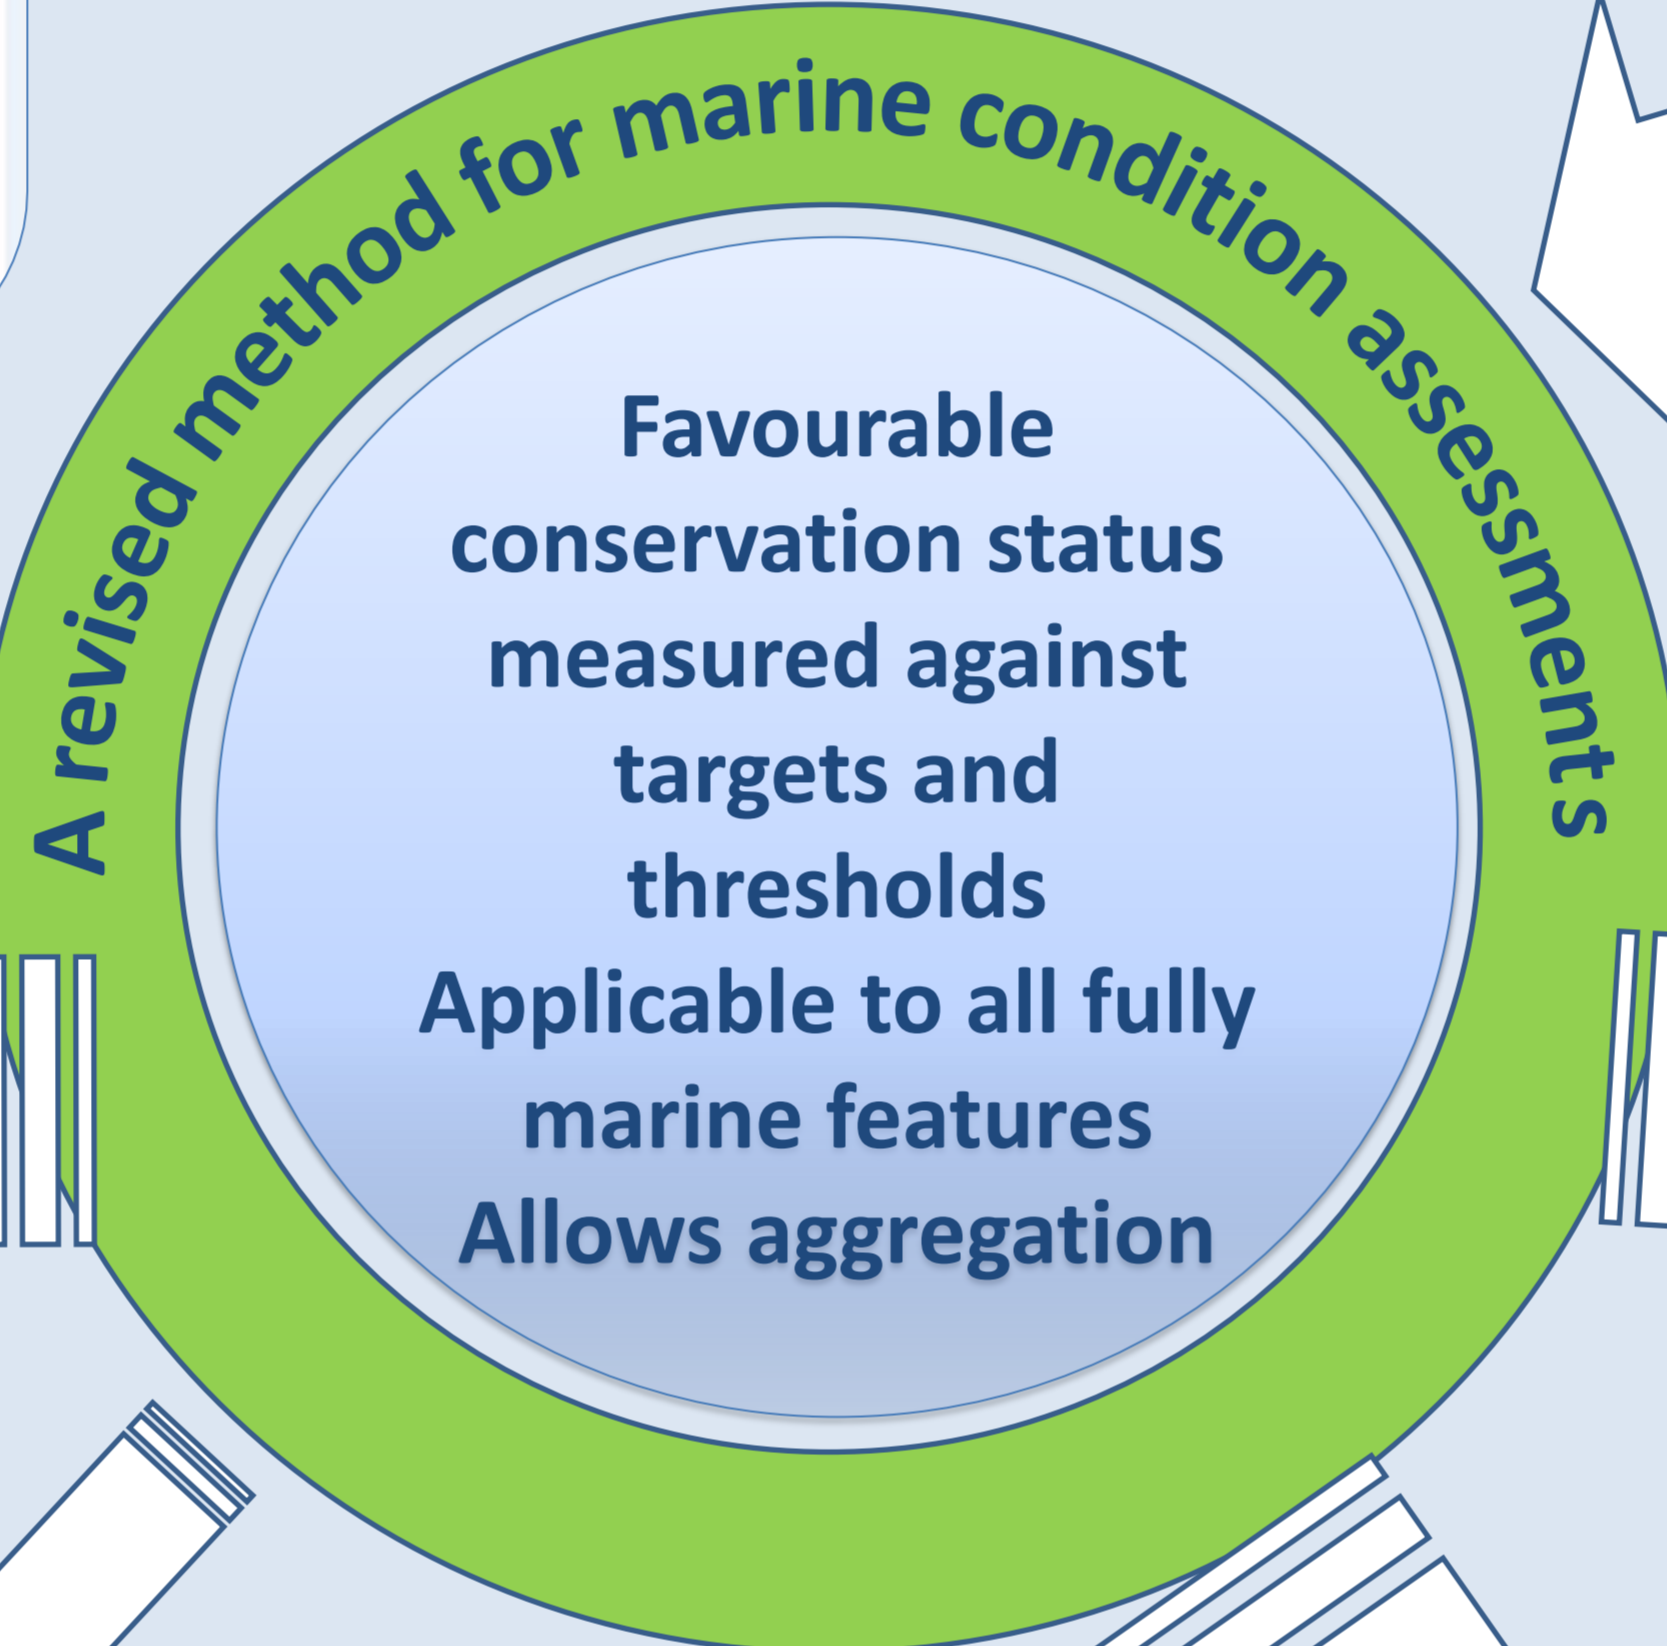 A revised method for marine condition assessments
Favourable
conservation status
measured against
targets and
thresholds
Applicable to all fully
marine features
Allows aggregation